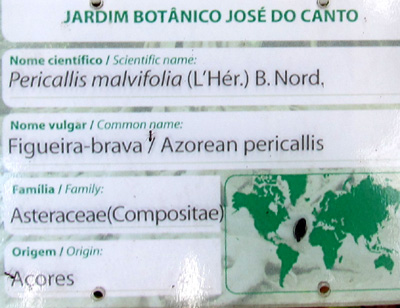 JARDIM BOTÂNICO JOSÉ DO CANTO
Nome científico / Scientific name:
Pericallis malvifolia (L'Hér.) B. Nord.
Nome vulgar / Common name:
Figueira-brava / Azorean pericallis
Família / Family:
Asteraceae(Compositae)
Origem / Origin:
Açores